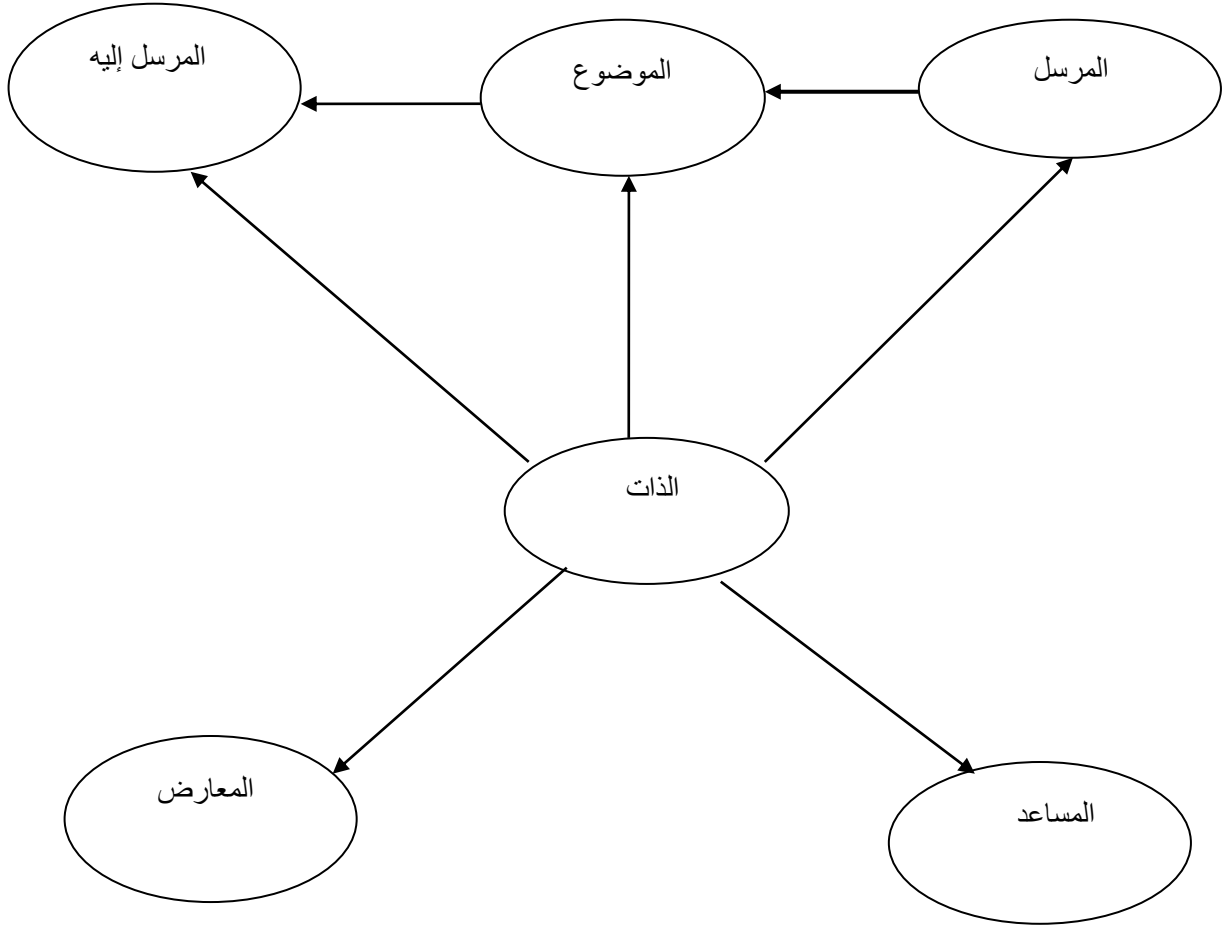 المرسل
الموضوع
المرسل إليه
الذات
المساعد
المعارض